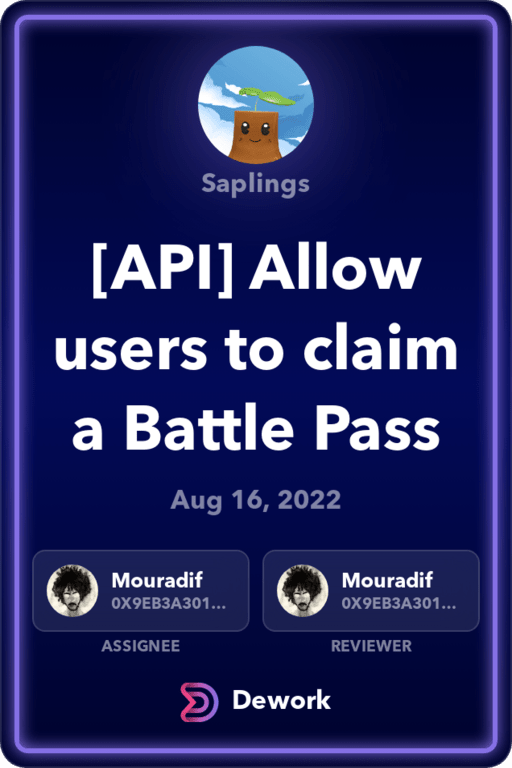 Saplings
[API] Allow
users to claim
a Battle Pass
Aug 16, 2022
Mouradif
0X9EB3A301...
ASSIGNEE
Mouradif
0X9EB3A301...
REVIEWER
Dework